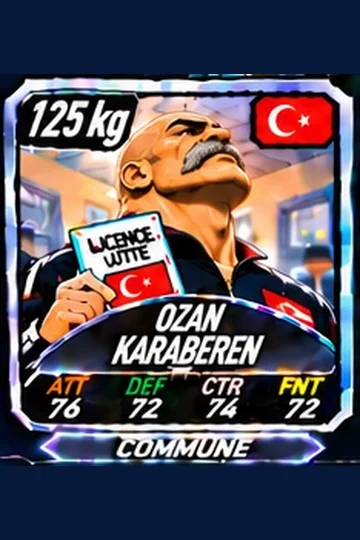 125 kg
LICENCE
LUTTE
OZAN
KARABEREN
ATT DEF CTR FNT
76 72 74 72
COMMUNE